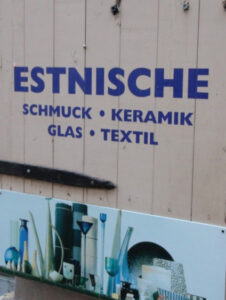 ESTNISCHE
SCHMUCK • KERAMIK
GLAS • TEXTIL